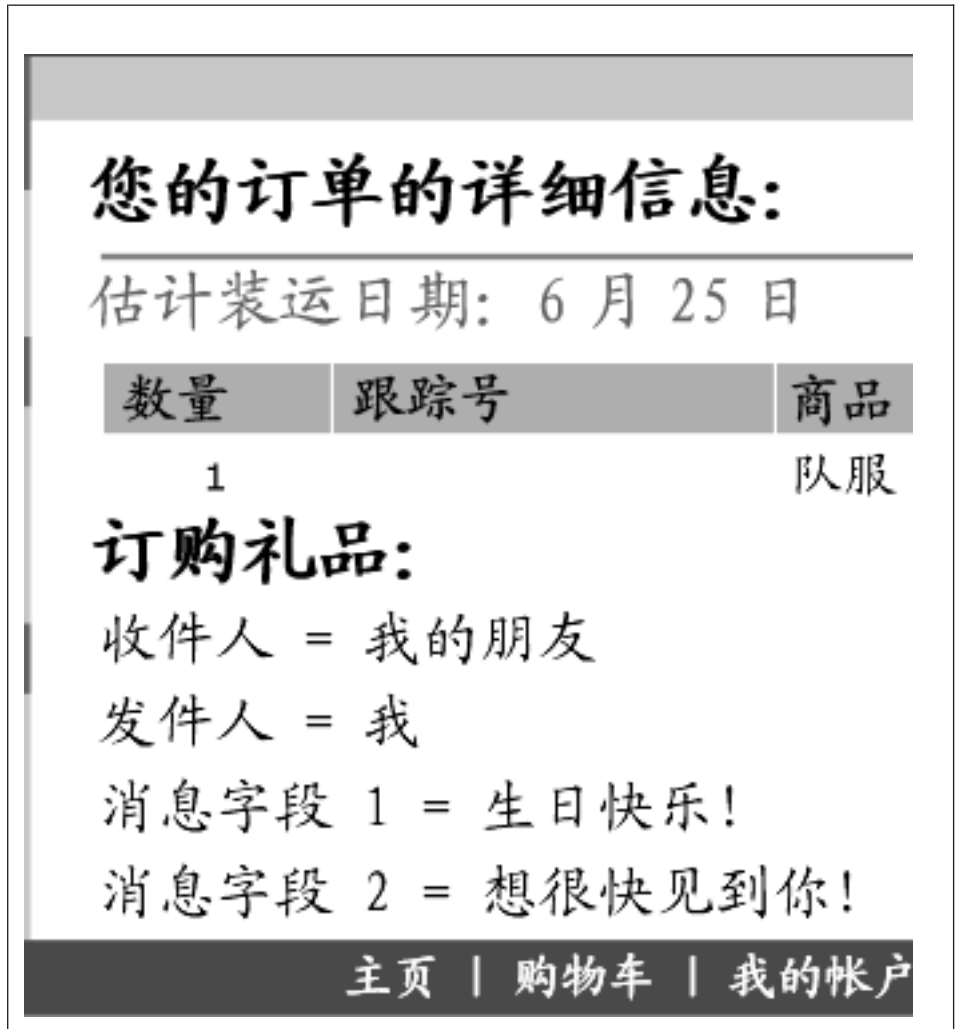 您的订单的详细信息:
估计装运日期: 6 月 25 日
数量 跟踪号 商品
1 队服
订购礼品:
收件人 = 我的朋友
发件人 = 我
消息字段 1 = 生日快乐!
消息字段 2 = 想很快见到你!
主页 | 购物车 | 我的帐户